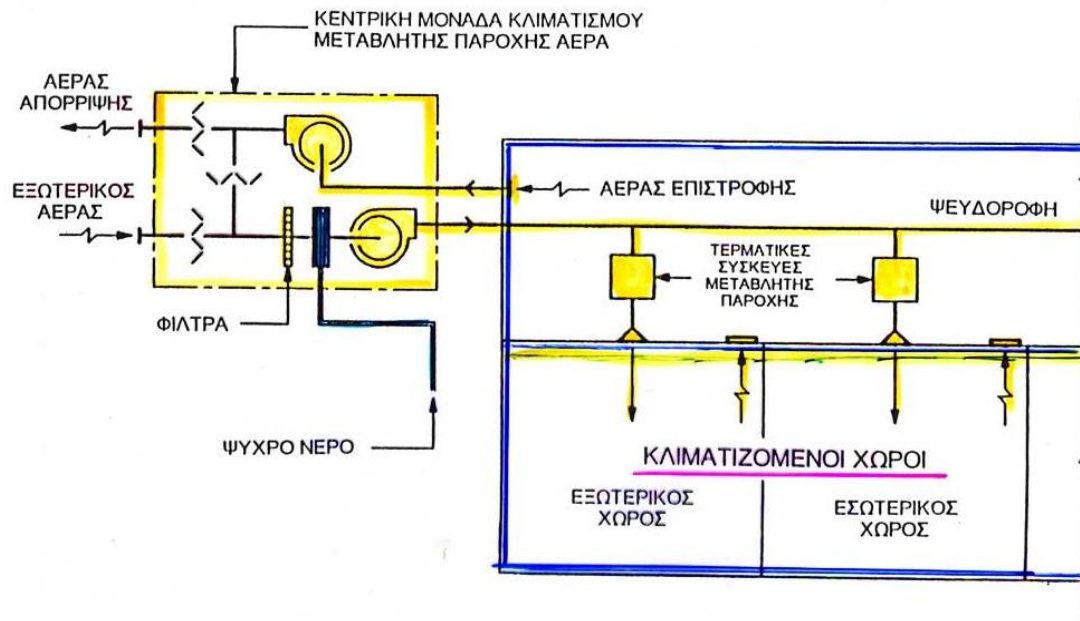 ΚΕΝΤΡΙΚΗ ΜΟΝΑΔΑ ΚΛΙΜΑΤΙΣΜΟΥ
ΜΕΤΑΒΛΗΤΗΣ ΠΑΡΟΧΗΣ ΑΕΡΑ
ΑΕΡΑΣ
ΑΠΟΡΡΙΨΗΣ
ΕΞΩΤΕΡΙΚΟΣ
ΑΕΡΑΣ
ΑΕΡΑΣ ΕΠΙΣΤΡΟΦΗΣ
ΨΕΥΔΟΡΟΦΗ
ΤΕΡΜΑΤΙΚΕΣ
ΣΥΣΚΕΥΕΣ
ΜΕΤΑΒΛΗΤΗΣ
ΠΑΡΟΧΗΣ
ΦΙΛΤΡΑ
ΨΥΧΡΟ ΝΕΡΟ
ΚΛΙΜΑΤΙΖΟΜΕΝΟΙ ΧΩΡΟΙ
ΕΞΩΤΕΡΙΚΟΣ
ΧΩΡΟΣ
ΕΣΩΤΕΡΙΚΟΣ
ΧΩΡΟΣ